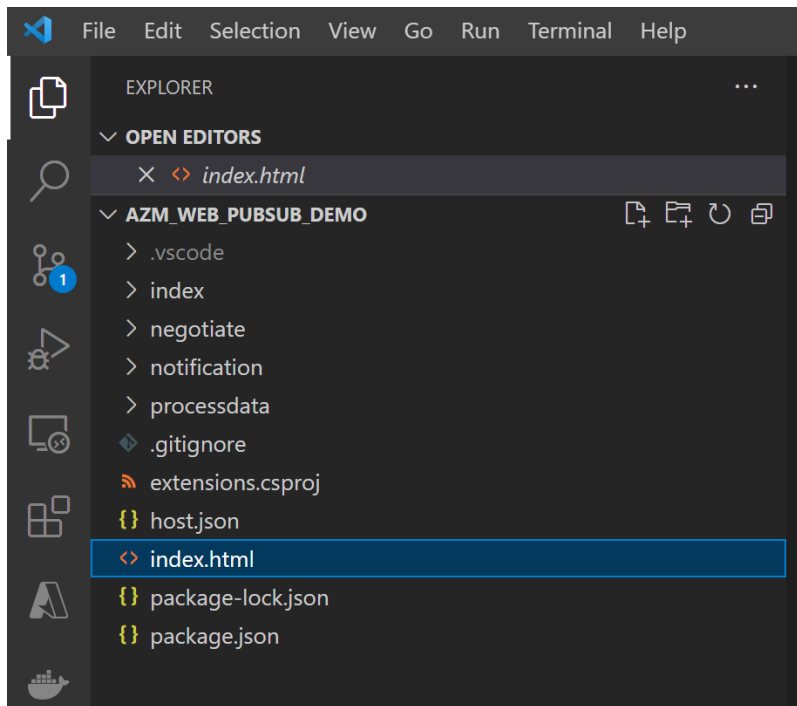 File Edit Selection View Go Run Terminal Help
EXPLORER
OPEN EDITORS
index.html
AZM_WEB_PUBSUB_DEMO
.vscode
index
negotiate
1
notification
processdata
.gitignore
extensions.csproj
host.json
index.html
package-lock.json
package.json